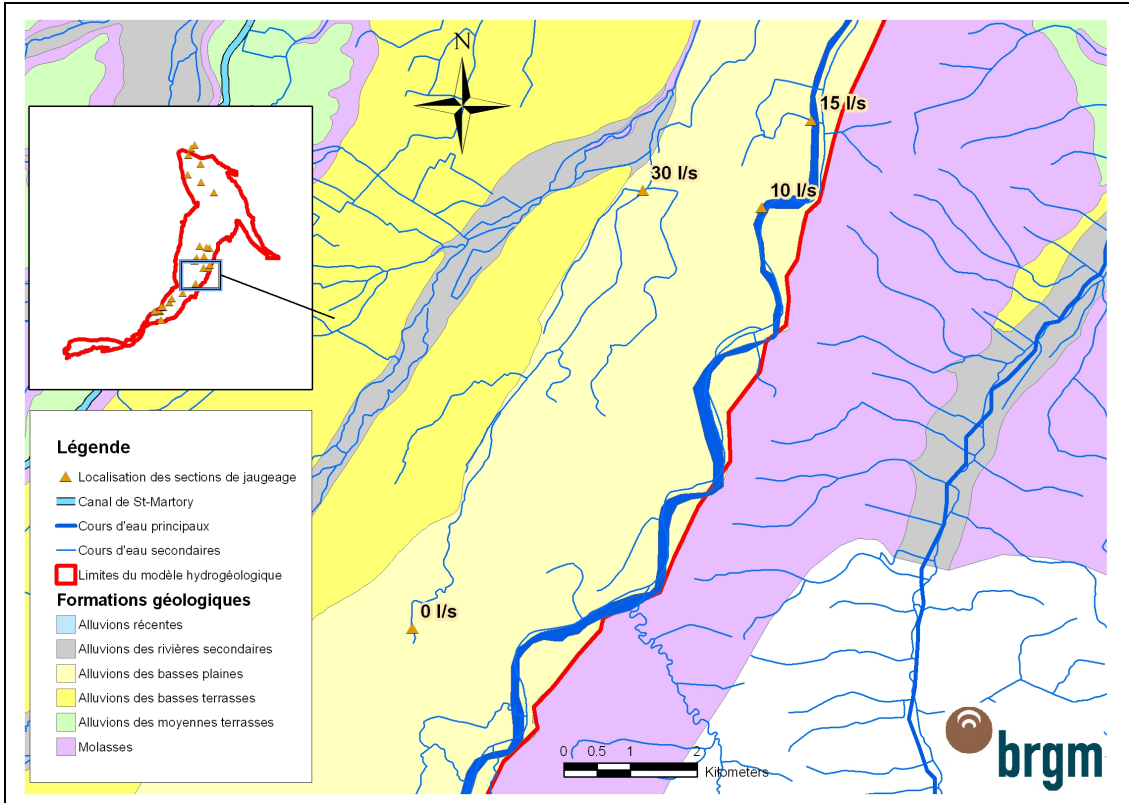 N
15 l/s
30 l/s
10 l/s
0 l/s
Légende
Localisation des sections de jaugeage
Canal de St-Martory
Cours d'eau principaux
Cours d'eau secondaires
Limites du modèle hydrogéologique
Formations géologiques
Alluvions récentes
Alluvions des rivières secondaires
Alluvions des basses plaines
Alluvions des basses terrasses
Alluvions des moyennes terrasses
Molasses
0 0.5 1 2
Kilometers
brgm